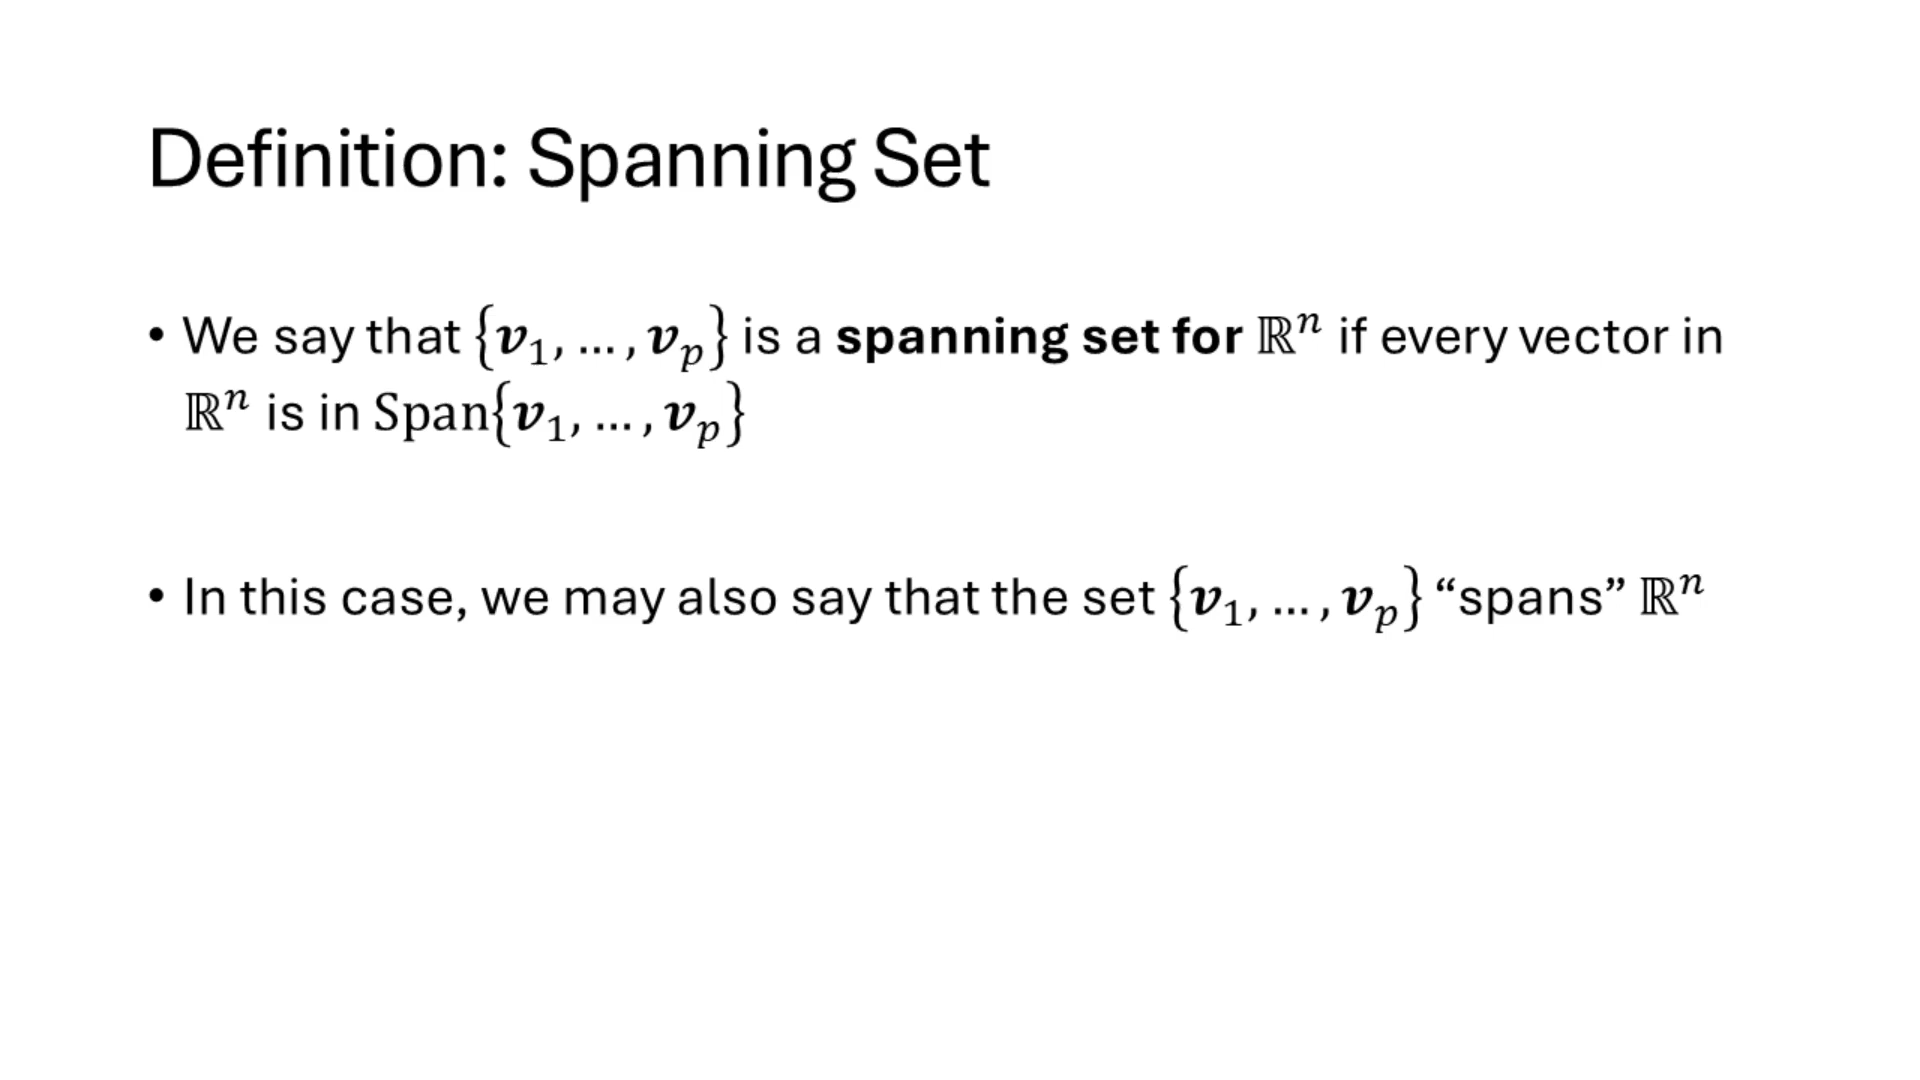 Definition: Spanning Set
• We say that {𝒗₁, … , 𝒗ₚ} is a spanning set for ℝⁿ if every vector in
ℝⁿ is in Span{𝒗₁, … , 𝒗ₚ}
• In this case, we may also say that the set {𝒗₁, … , 𝒗ₚ} “spans” ℝⁿ